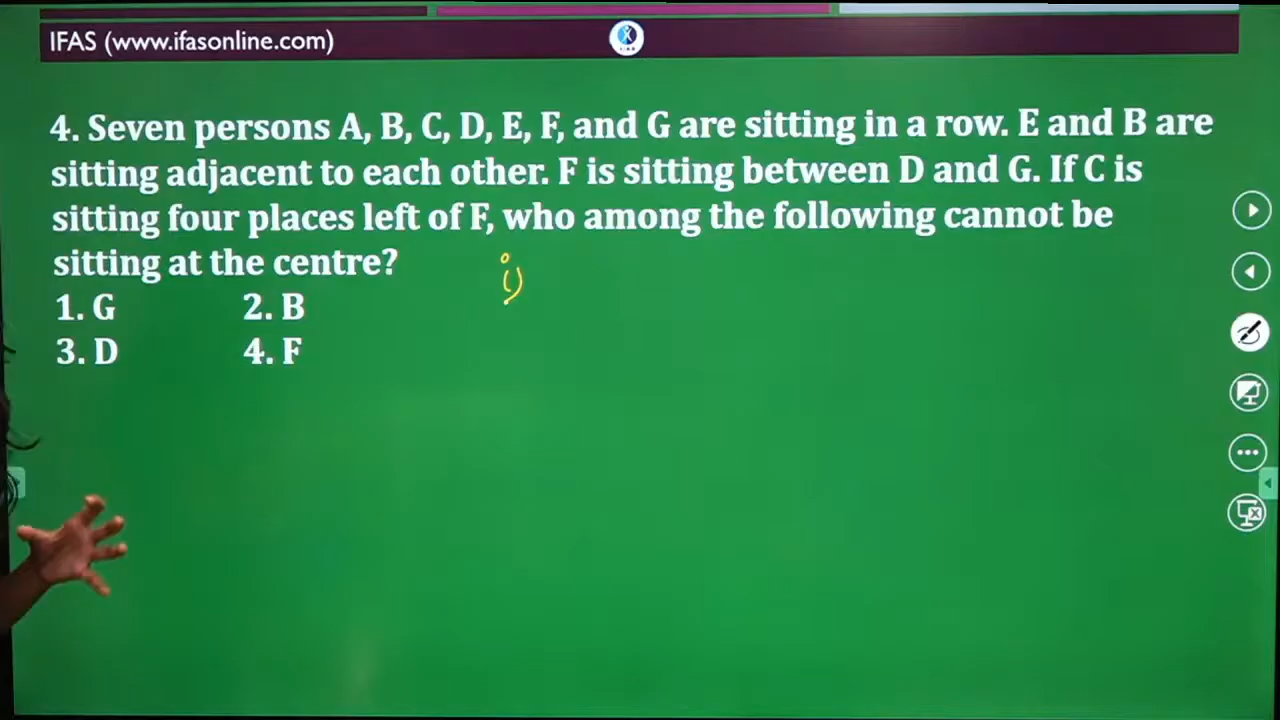 IFAS (www.ifasonline.com)
4. Seven persons A, B, C, D, E, F, and G are sitting in a row. E and B are
sitting adjacent to each other. F is sitting between D and G. If C is
sitting four places left of F, who among the following cannot be
sitting at the centre?
i)
1. G 2. B
3. D 4. F